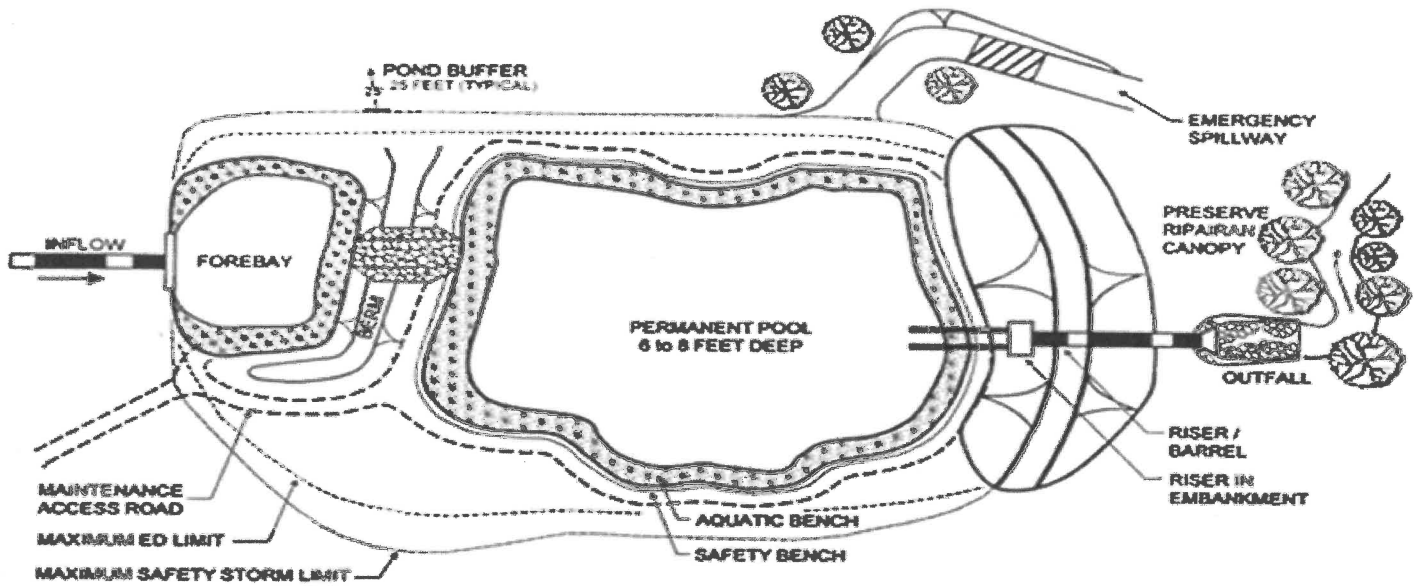 POND BUFFER
25 FEET (TYPICAL)
25'
EMERGENCY
SPILLWAY
PRESERVE
RIPAIRAN
CANOPY
INFLOW
FOREBAY
BERM
PERMANENT POOL
6 to 8 FEET DEEP
OUTFALL
RISER /
BARREL
RISER IN
EMBANKMENT
MAINTENANCE
ACCESS ROAD
AQUATIC BENCH
MAXIMUM ED LIMIT
SAFETY BENCH
MAXIMUM SAFETY STORM LIMIT